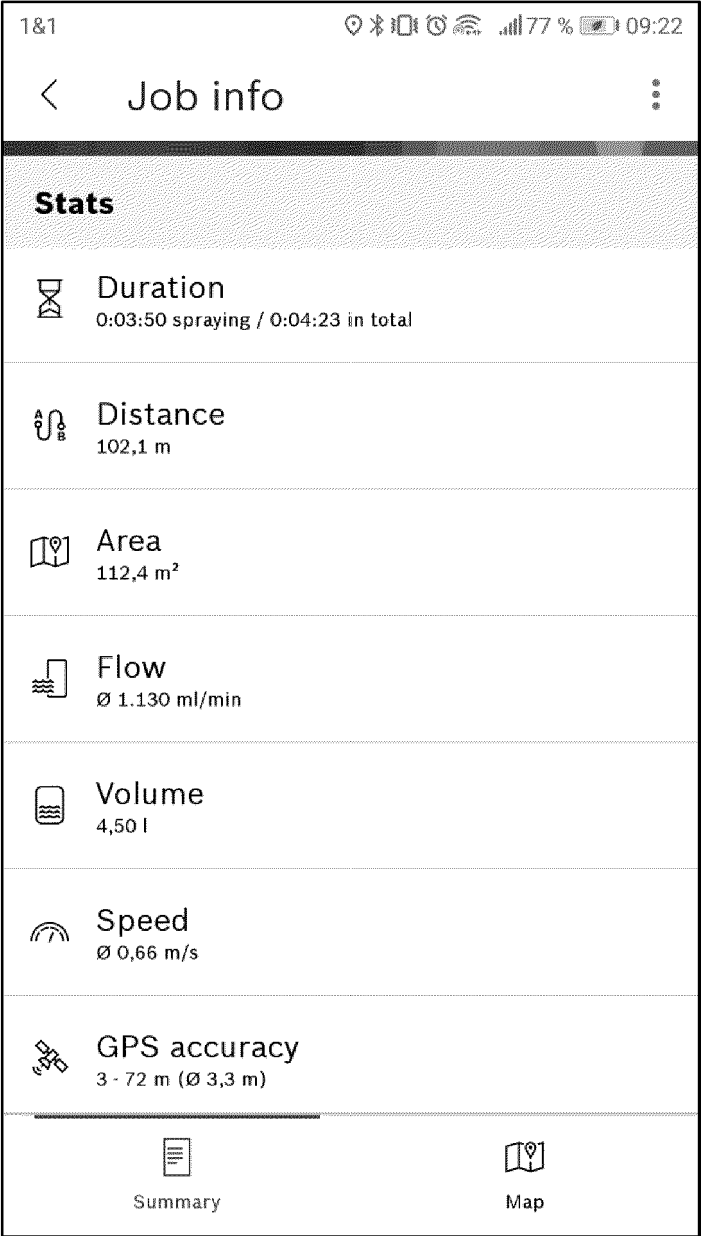 1&1 77 % 09:22
Job info
Stats
Duration
0:03:50 spraying / 0:04:23 in total
A
B
Distance
102,1 m
Area
112,4 m²
Flow
Ø 1.130 ml/min
Volume
4,50 l
Speed
Ø 0,66 m/s
GPS accuracy
3 - 72 m (Ø 3,3 m)
Summary Map